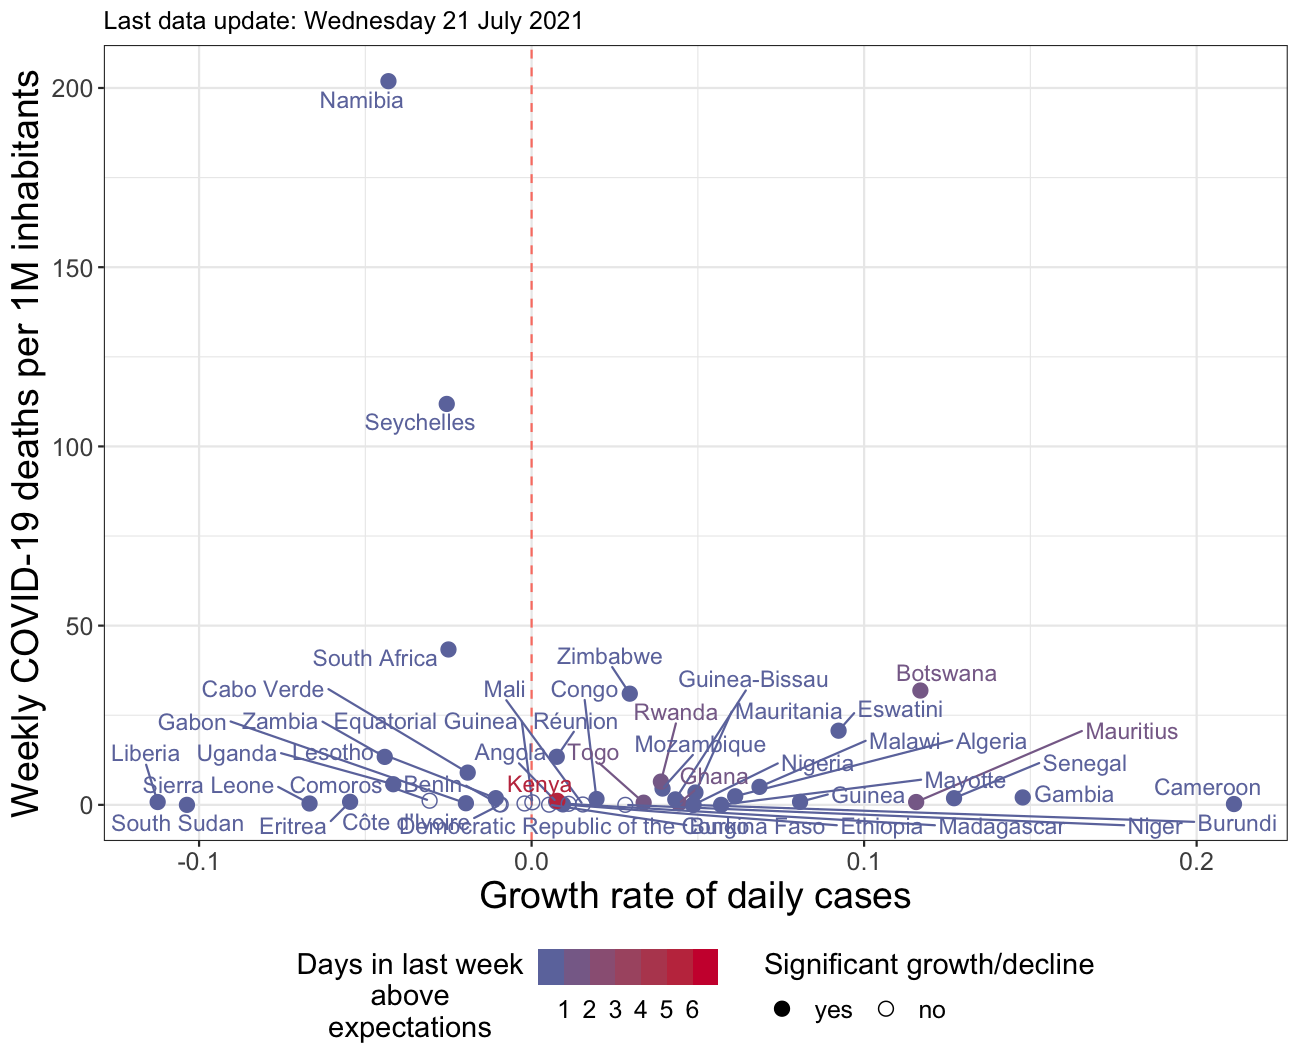 Last data update: Wednesday 21 July 2021
Weekly COVID-19 deaths per 1M inhabitants
200
150
100
50
0
Namibia
Seychelles
South Africa
Zimbabwe
Botswana
Cabo Verde
Mali
Congo
Guinea-Bissau
Rwanda
Mauritania
Eswatini
Gabon
Zambia
Equatorial Guinea
Réunion
Mauritius
Liberia
Uganda
Lesotho
Angola
Togo
Mozambique
Malawi
Algeria
Nigeria
Senegal
Sierra Leone
Comoros
Benin
Kenya
Ghana
Mayotte
Guinea
Gambia
Cameroon
South Sudan
Eritrea
Côte d'Ivoire
Democratic Republic of the Congo
Burkina Faso
Ethiopia
Madagascar
Niger
Burundi
-0.1
0.0
0.1
0.2
Growth rate of daily cases
Days in last week
above
expectations
1 2 3 4 5 6
Significant growth/decline
yes
no